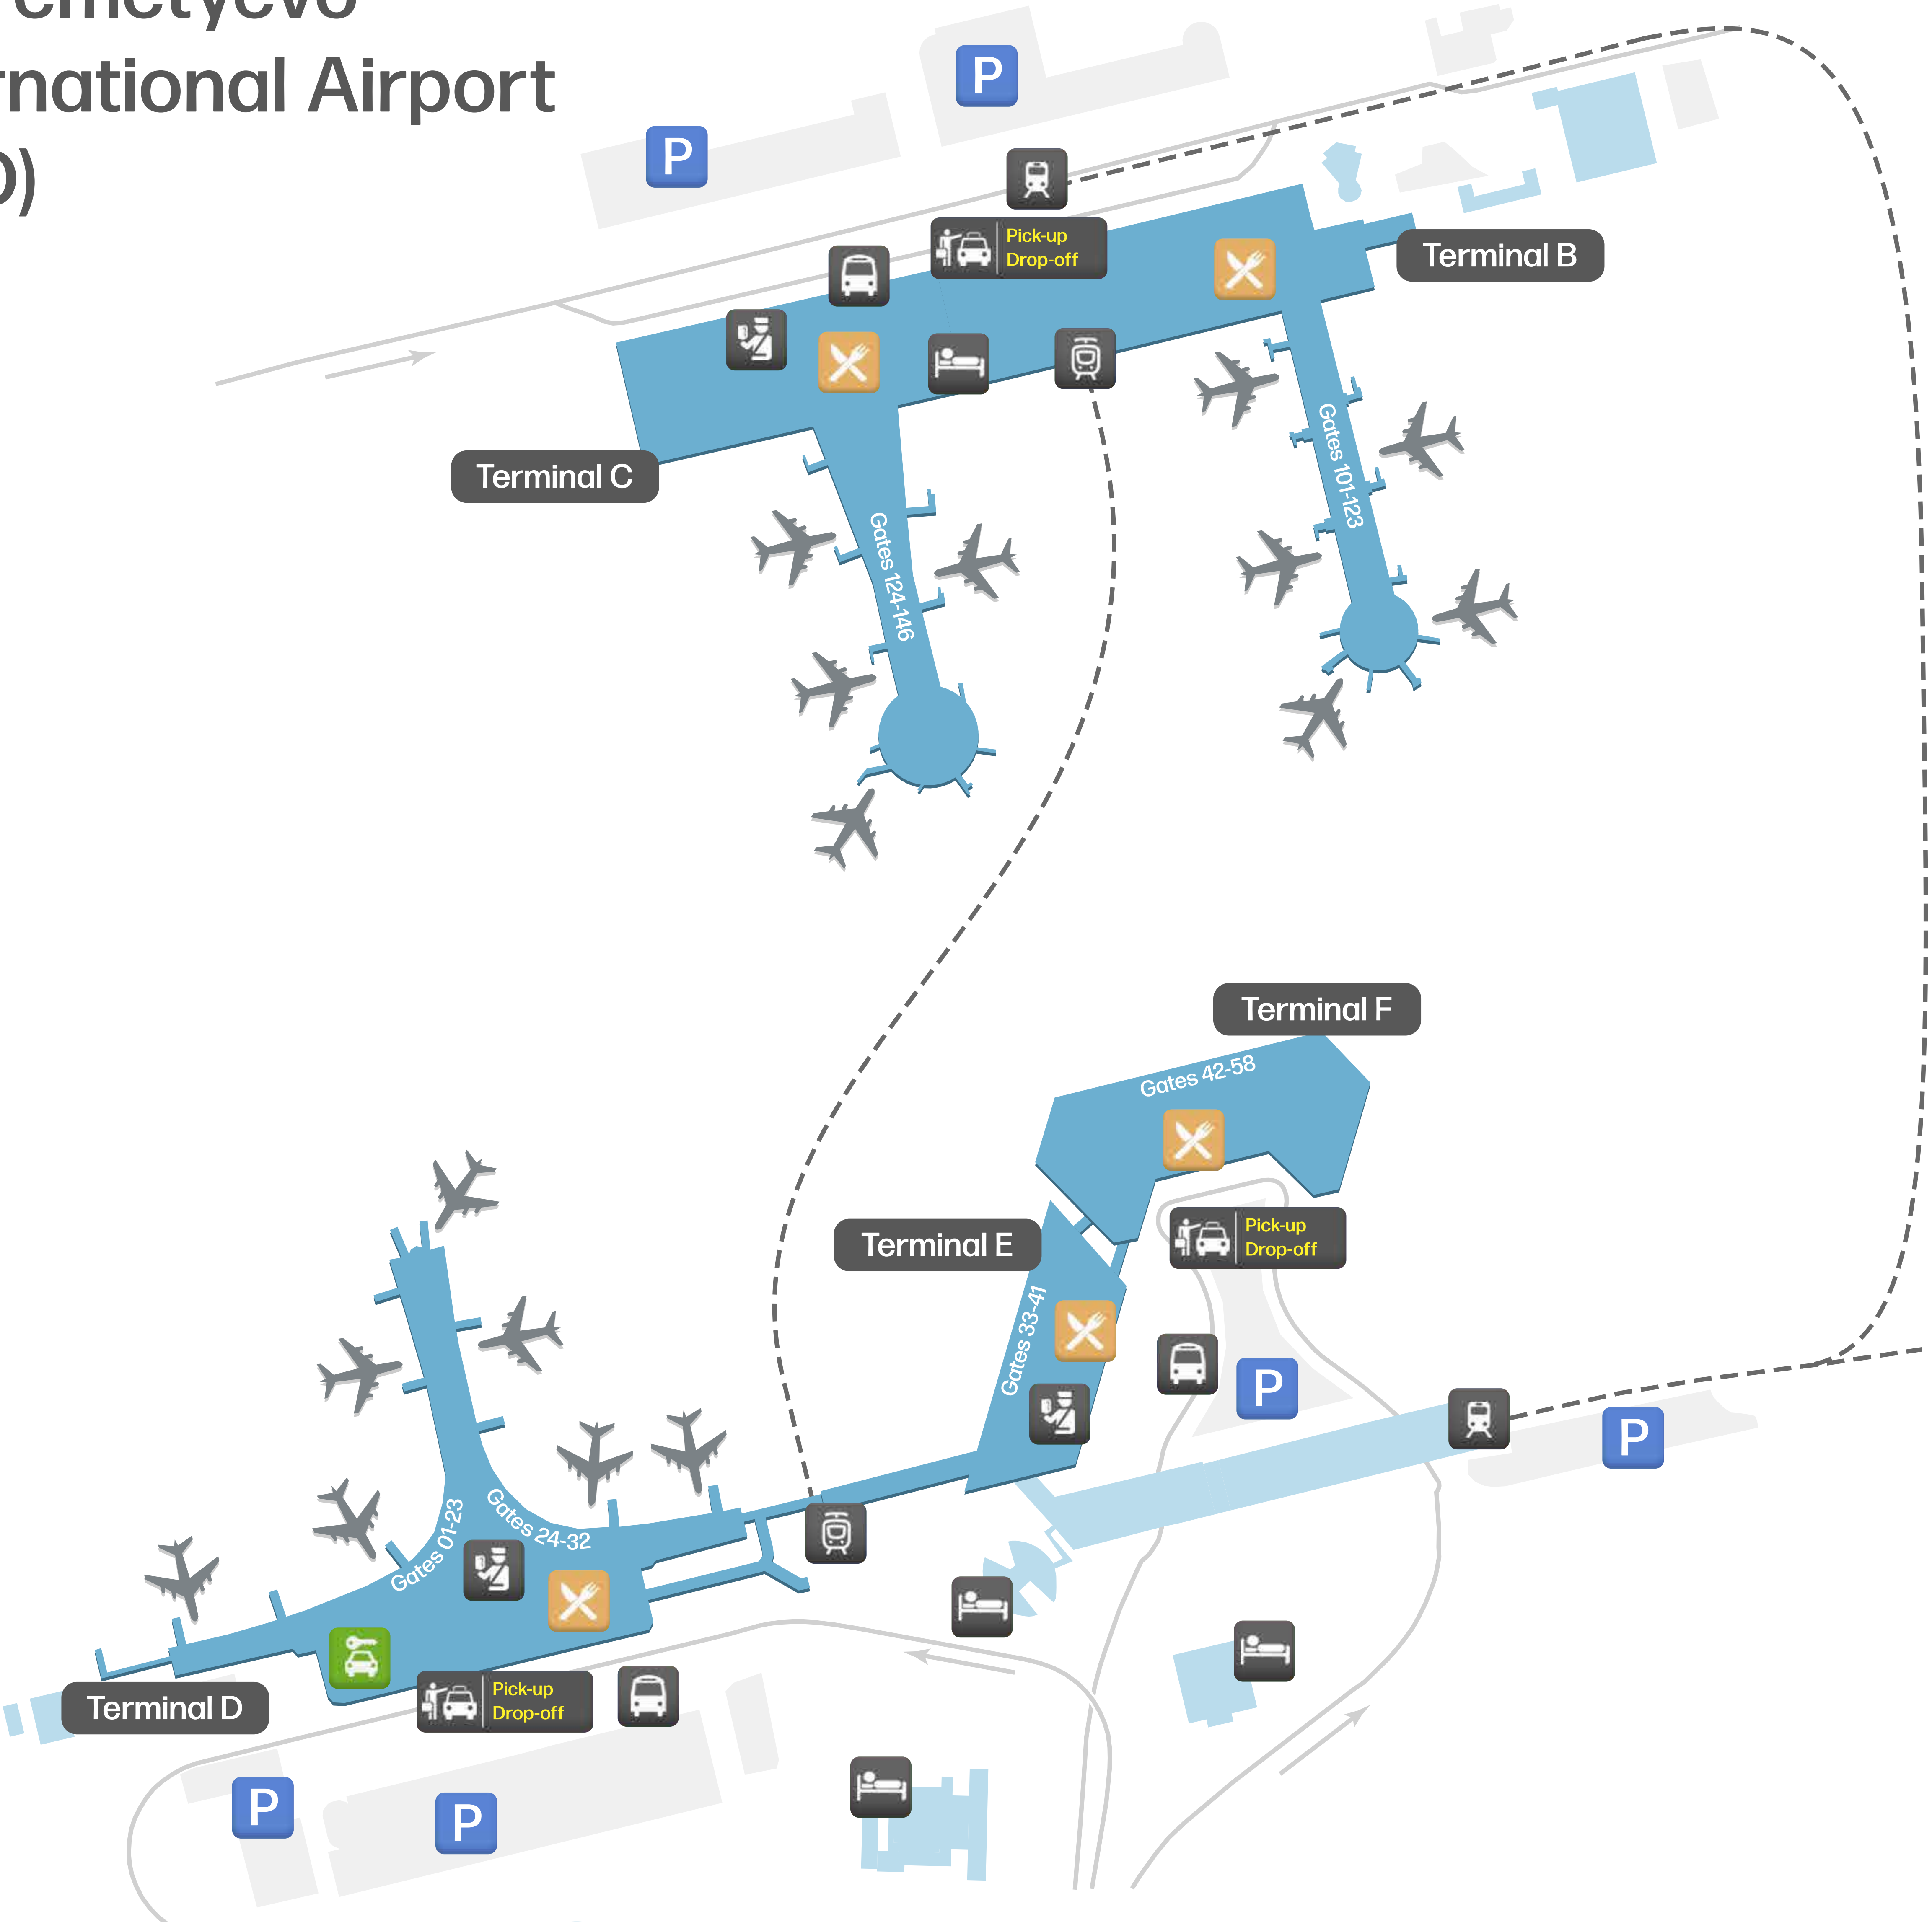 rnational Airport
P
P
Pick-up
Drop-off
Terminal B
Terminal C
Gates 101-123
Gates 124-146
Terminal F
Gates 42-58
Terminal E
Pick-up
Drop-off
Gates 33-41
P
P
Gates 01-23
Gates 24-32
Terminal D
Pick-up
Drop-off
P
P